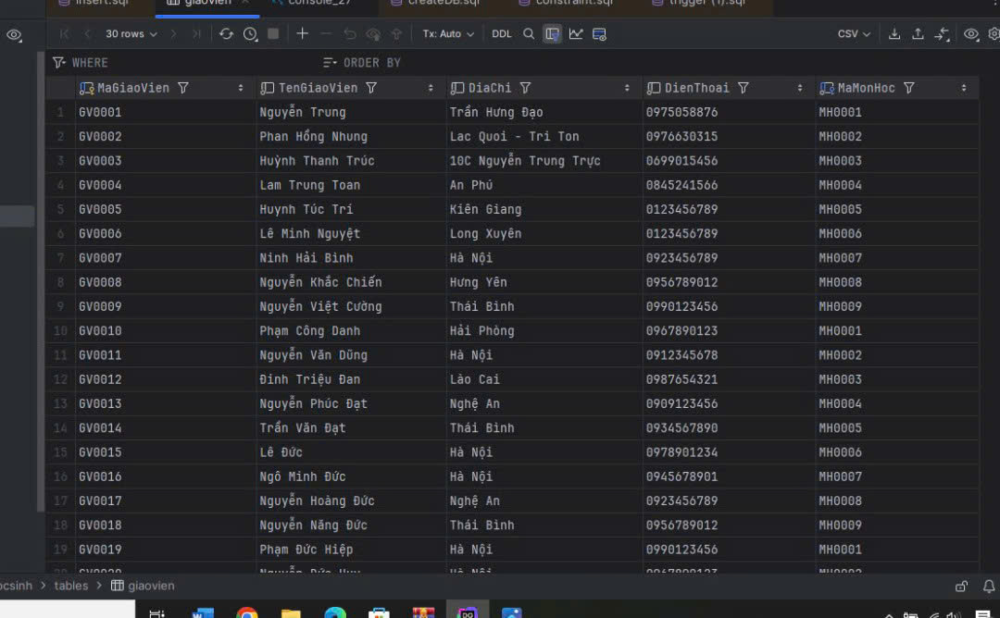 insert.sql giaovien console_27 createDB.sql constraint.sql trigger (1).sql
30 rows Tx: Auto DDL CSV
WHERE ORDER BY
MaGiaoVien TenGiaoVien DiaChi DienThoai MaMonHoc
1 GV0001 Nguyễn Trung Trần Hưng Đạo 0975058876 MH0001
2 GV0002 Phan Hồng Nhung Lac Quoi - Tri Ton 0976630315 MH0002
3 GV0003 Huỳnh Thanh Trúc 10C Nguyễn Trung Trực 0699015456 MH0003
4 GV0004 Lam Trung Toan An Phú 0845241566 MH0004
5 GV0005 Huynh Túc Trí Kiên Giang 0123456789 MH0005
6 GV0006 Lê Minh Nguyệt Long Xuyên 0123456789 MH0006
7 GV0007 Ninh Hải Bình Hà Nội 0923456789 MH0007
8 GV0008 Nguyễn Khắc Chiến Hưng Yên 0956789012 MH0008
9 GV0009 Nguyễn Việt Cường Thái Bình 0990123456 MH0009
10 GV0010 Phạm Công Danh Hải Phòng 0967890123 MH0001
11 GV0011 Nguyễn Văn Dũng Hà Nội 0912345678 MH0002
12 GV0012 Đinh Triệu Đan Lào Cai 0987654321 MH0003
13 GV0013 Nguyễn Phúc Đạt Nghệ An 0909123456 MH0004
14 GV0014 Trần Văn Đạt Thái Bình 0934567890 MH0005
15 GV0015 Lê Đức Hà Nội 0978901234 MH0006
16 GV0016 Ngô Minh Đức Hà Nội 0945678901 MH0007
17 GV0017 Nguyễn Hoàng Đức Nghệ An 0923456789 MH0008
18 GV0018 Nguyễn Năng Đức Thái Bình 0956789012 MH0009
19 GV0019 Phạm Đức Hiệp Hà Nội 0990123456 MH0001
ocsinh > tables > giaovien